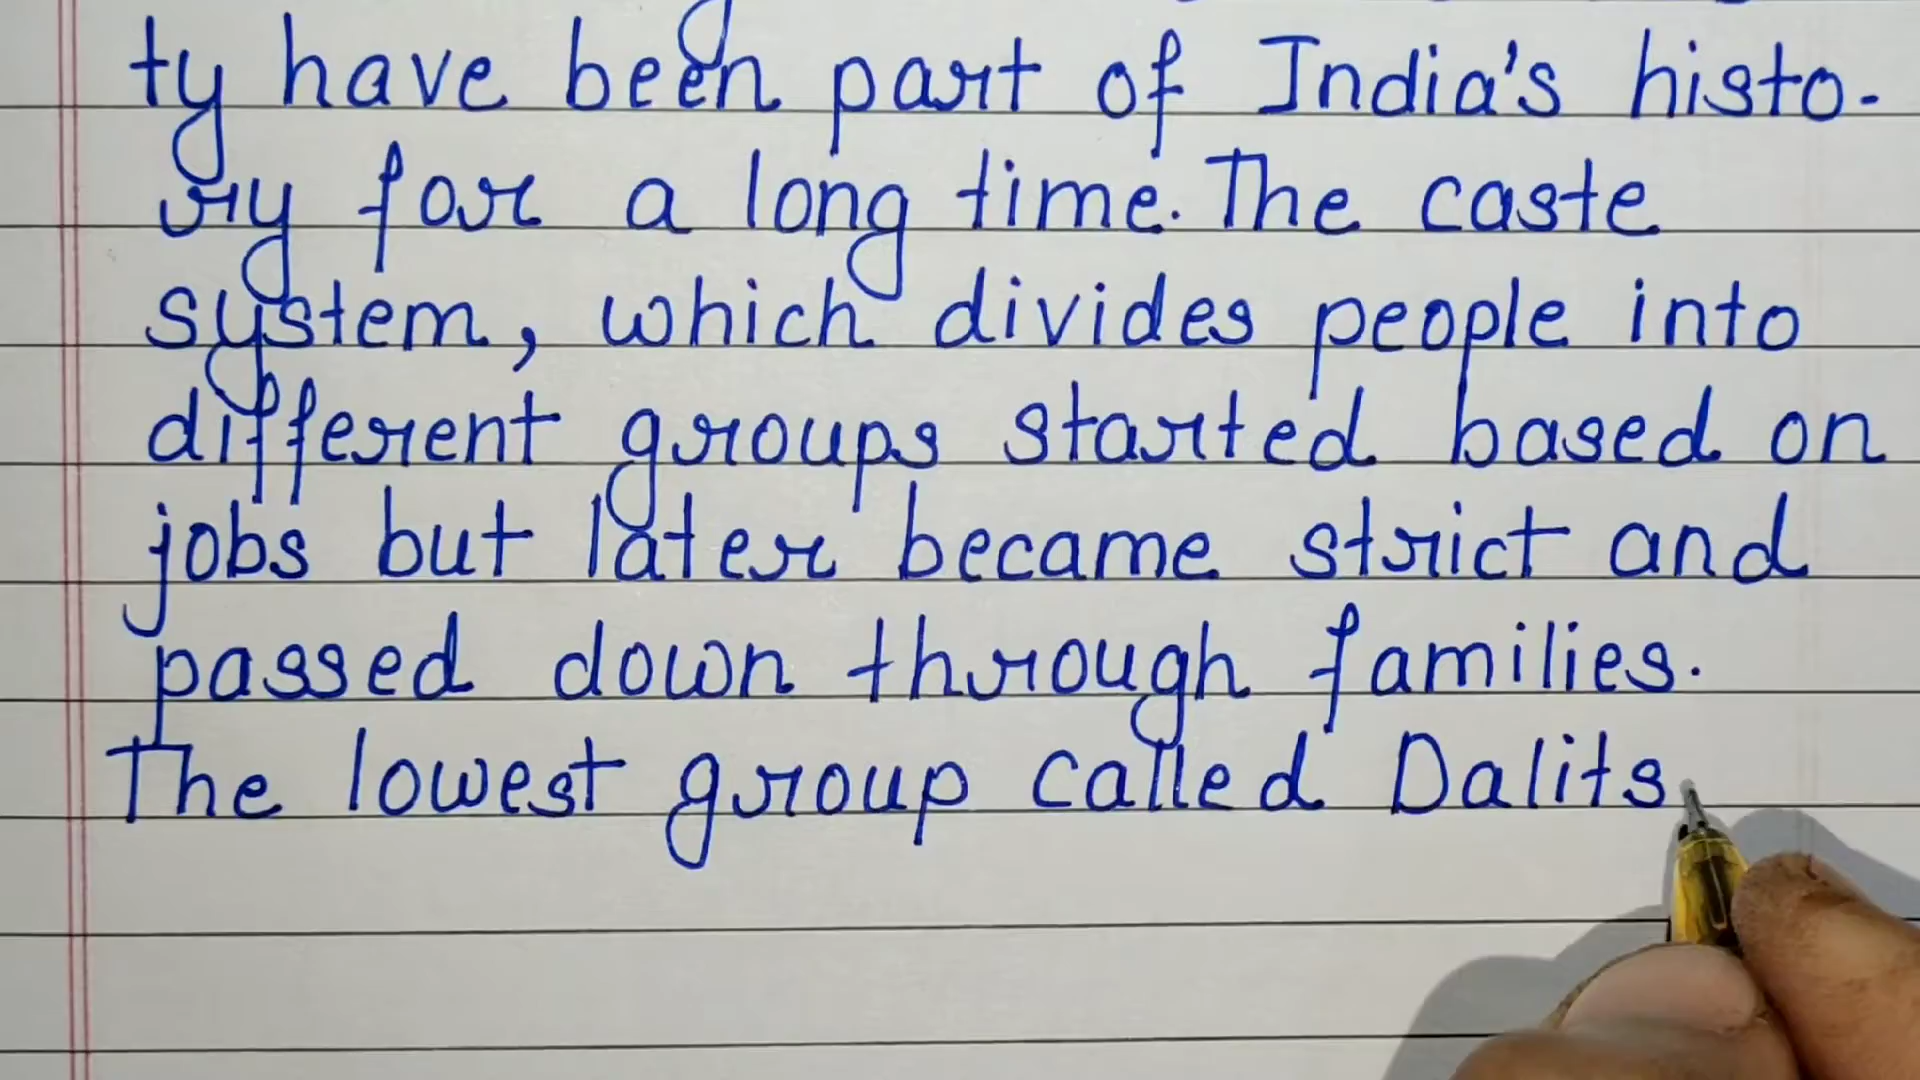 ty have been part of India's histo-
ry for a long time. The caste
system, which divides people into
different groups started based on
jobs but later became strict and
passed down through families.
The lowest group called Dalits